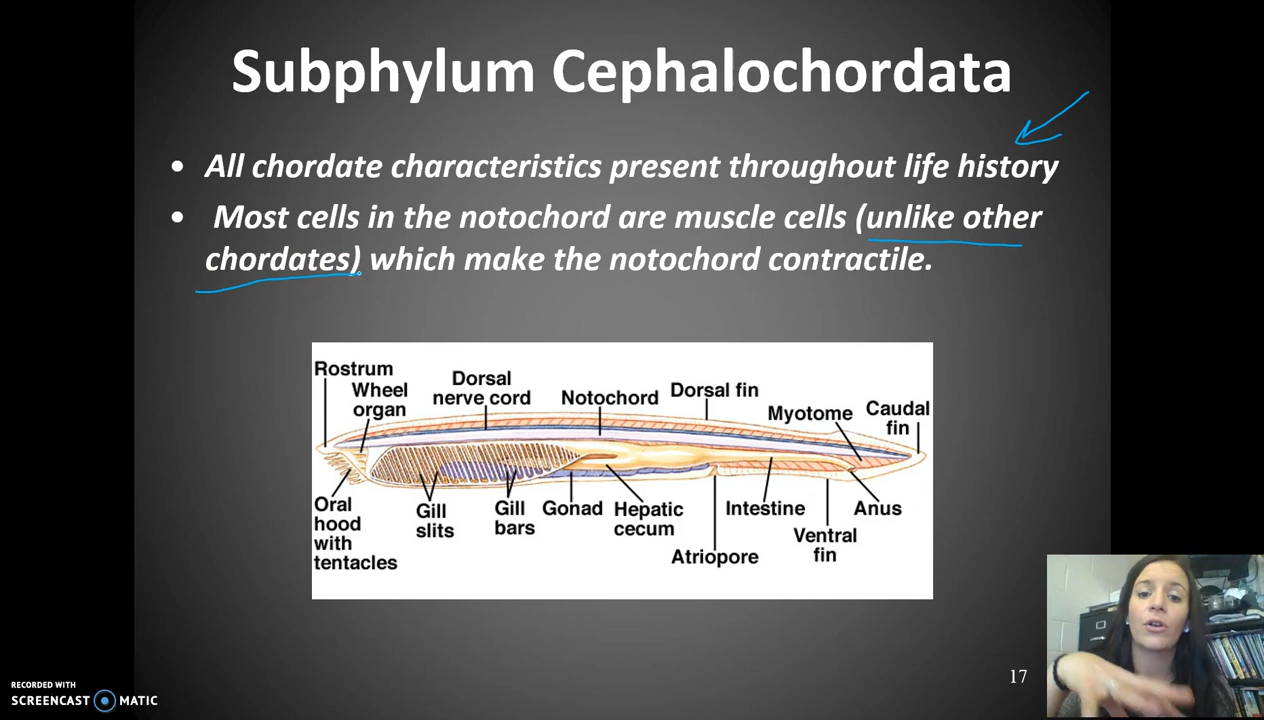 Subphylum Cephalochordata
• All chordate characteristics present throughout life history
• Most cells in the notochord are muscle cells (unlike other
chordates) which make the notochord contractile.
Rostrum
Wheel
organ
Dorsal
nerve cord
Notochord
Dorsal fin
Myotome
Caudal
fin
Oral
hood
with
tentacles
Gill
slits
Gill
bars
Gonad
Hepatic
cecum
Atriopore
Intestine
Ventral
fin
Anus
17
RECORDED WITH
SCREENCAST MATIC